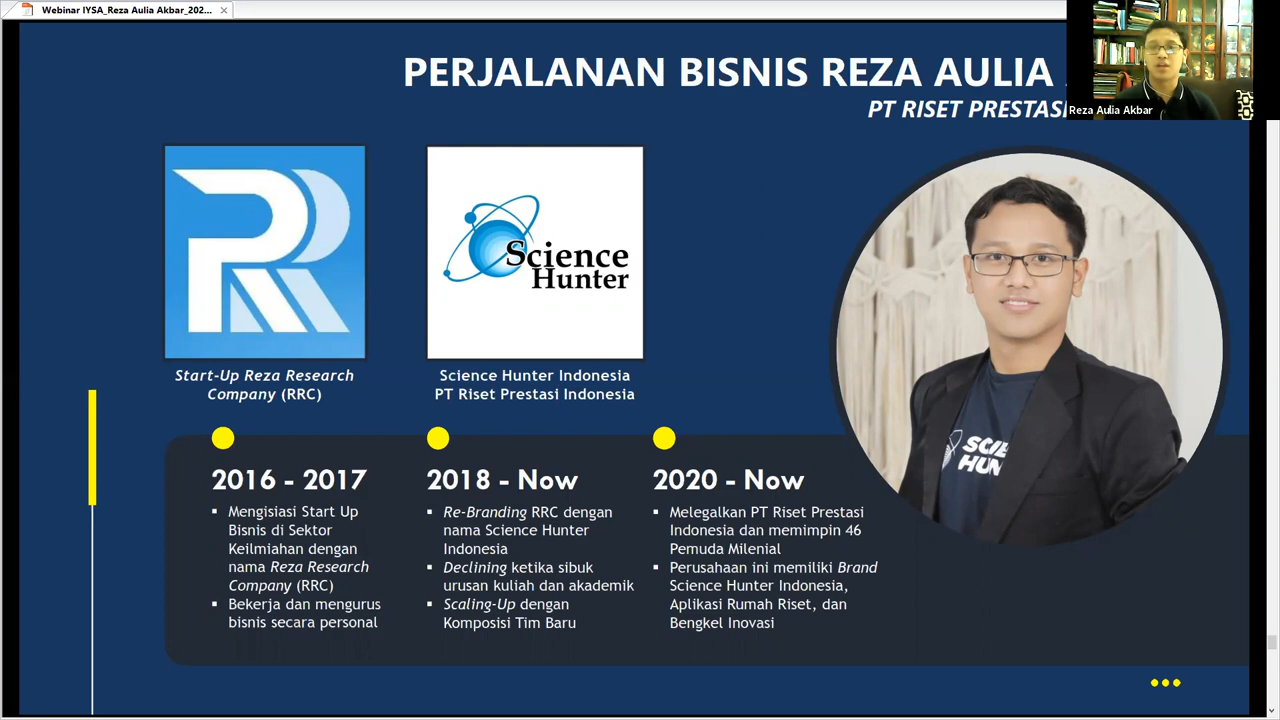 Webinar IYSA_Reza Aulia Akbar_202...
PERJALANAN BISNIS REZA AULIA
PT RISET PRESTASI
Reza Aulia Akbar
Science
Hunter
Start-Up Reza Research
Company (RRC)
Science Hunter Indonesia
PT Riset Prestasi Indonesia
2016 - 2017
▪ Mengisiasi Start Up
Bisnis di Sektor
Keilmiahan dengan
nama Reza Research
Company (RRC)
▪ Bekerja dan mengurus
bisnis secara personal
2018 - Now
▪ Re-Branding RRC dengan
nama Science Hunter
Indonesia
▪ Declining ketika sibuk
urusan kuliah dan akademik
▪ Scaling-Up dengan
Komposisi Tim Baru
2020 - Now
▪ Melegalkan PT Riset Prestasi
Indonesia dan memimpin 46
Pemuda Milenial
▪ Perusahaan ini memiliki Brand
Science Hunter Indonesia,
Aplikasi Rumah Riset, dan
Bengkel Inovasi